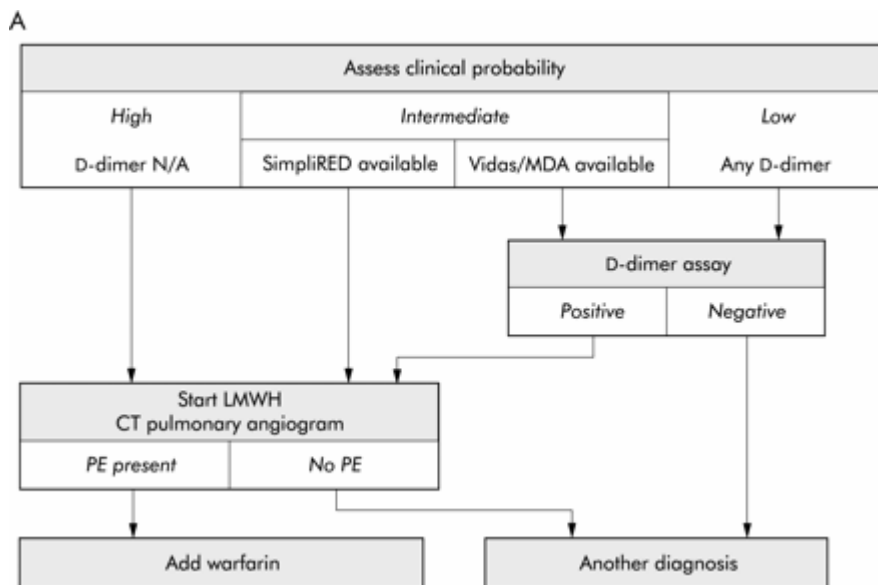 A
Assess clinical probability
High
Intermediate
Low
D-dimer N/A
SimpliRED available
Vidas/MDA available
Any D-dimer
D-dimer assay
Positive
Negative
Start LMWH
CT pulmonary angiogram
PE present
No PE
Add warfarin
Another diagnosis